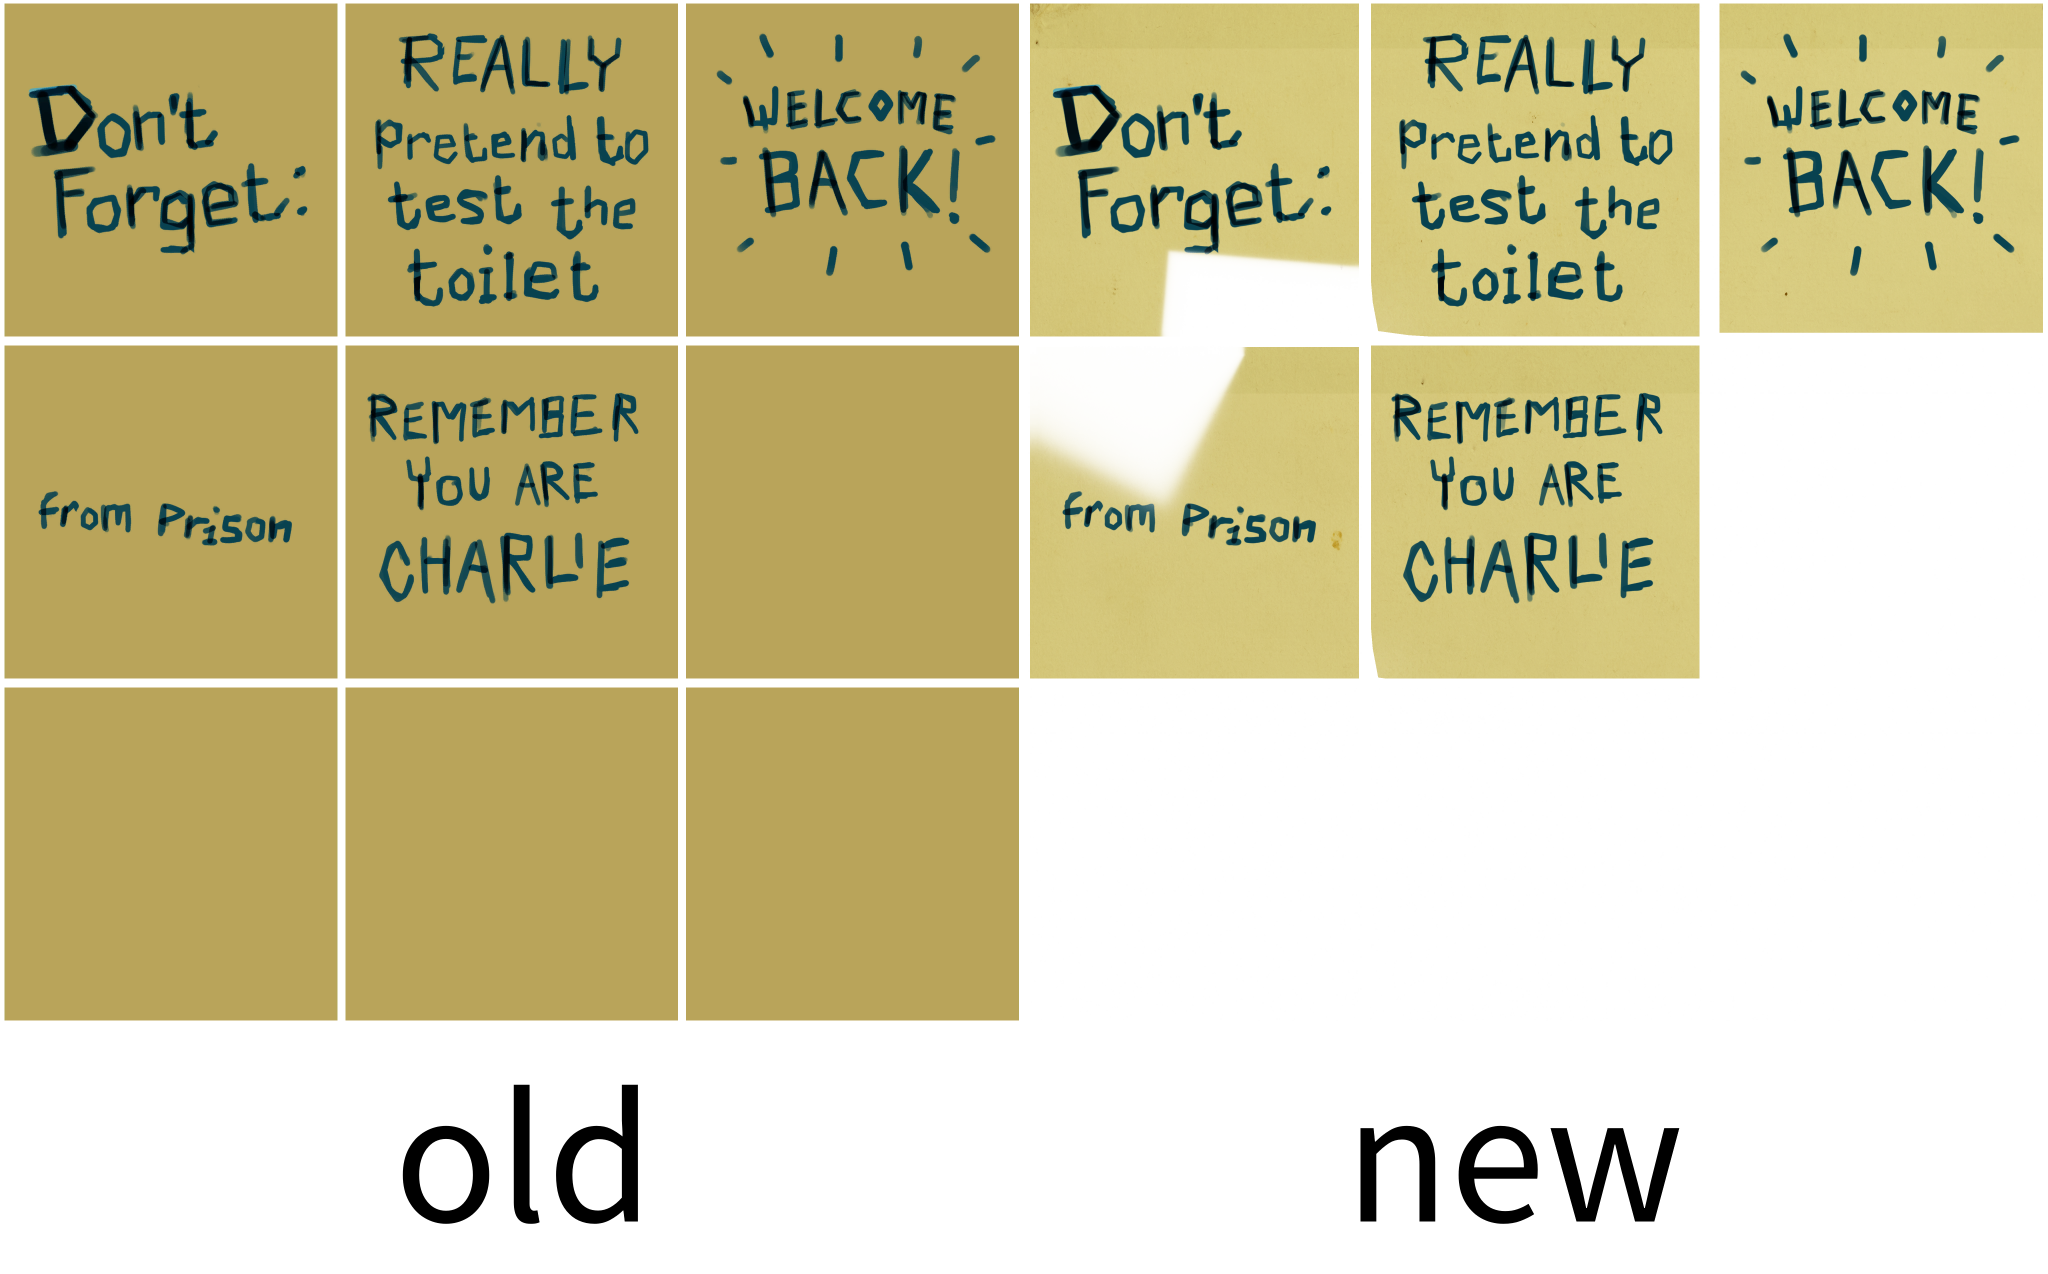 Don't
Forget:
REALLY
Pretend to
test the
toilet
WELCOME
BACK!
from Prison
REMEMBER
YOU ARE
CHARLIE
Don't
Forget:
REALLY
Pretend to
test the
toilet
WELCOME
BACK!
from Prison
REMEMBER
YOU ARE
CHARLIE
old
new